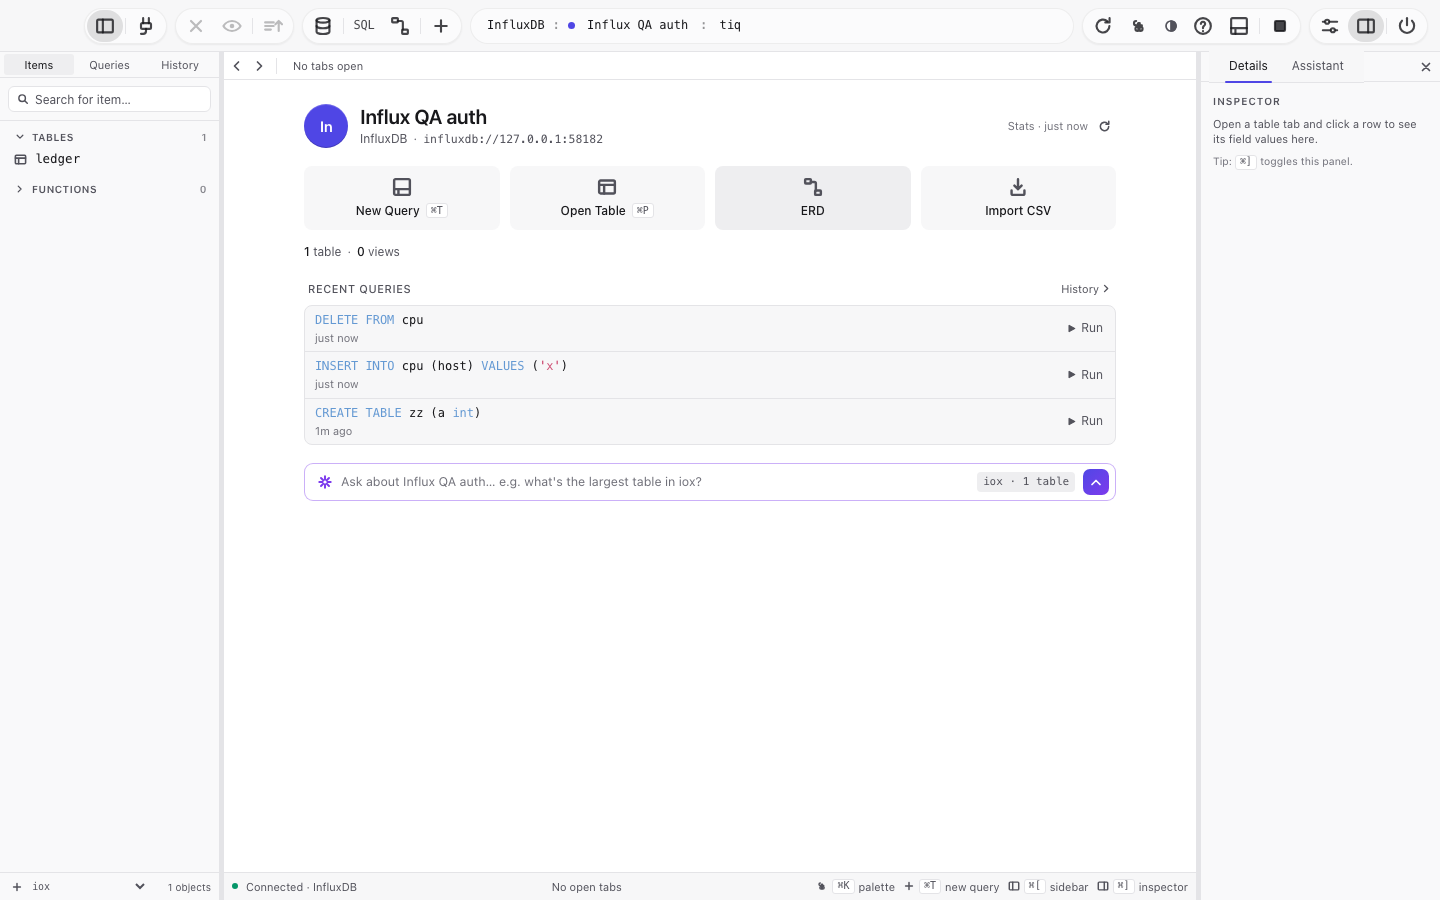 SQL
InfluxDB : Influx QA auth : tiq
Items Queries History
Search for item...
TABLES 1
ledger
FUNCTIONS 0
No tabs open
In
Influx QA auth
InfluxDB · influxdb://127.0.0.1:58182
Stats · just now
New Query ⌘T
Open Table ⌘P
ERD
Import CSV
1 table · 0 views
RECENT QUERIES
History
DELETE FROM cpu
just now
Run
INSERT INTO cpu (host) VALUES ('x')
just now
Run
CREATE TABLE zz (a int)
1m ago
Run
Ask about Influx QA auth... e.g. what's the largest table in iox?
iox · 1 table
Details Assistant
INSPECTOR
Open a table tab and click a row to see
its field values here.
Tip: ⌘] toggles this panel.
iox
1 objects
Connected · InfluxDB
No open tabs
⌘K palette
⌘T new query
⌘[ sidebar
⌘] inspector